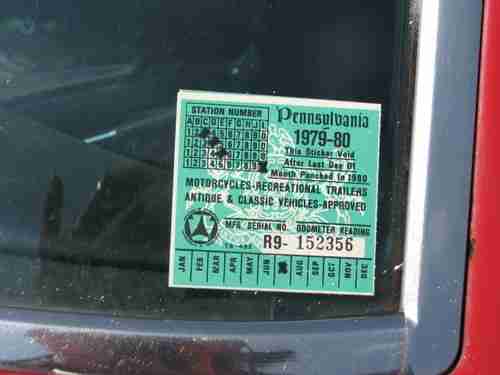 STATION NUMBER
Pennsylvania
1979-80
This Sticker Void
After Last Day Of
Month Punched In 1980
MOTORCYCLES-RECREATIONAL TRAILERS
ANTIQUE & CLASSIC VEHICLES-APPROVED
MFG. SERIAL NO. ODOMETER READING
R9- 152356
JAN FEB MAR APR MAY JUN AUG SEP OCT NOV DEC